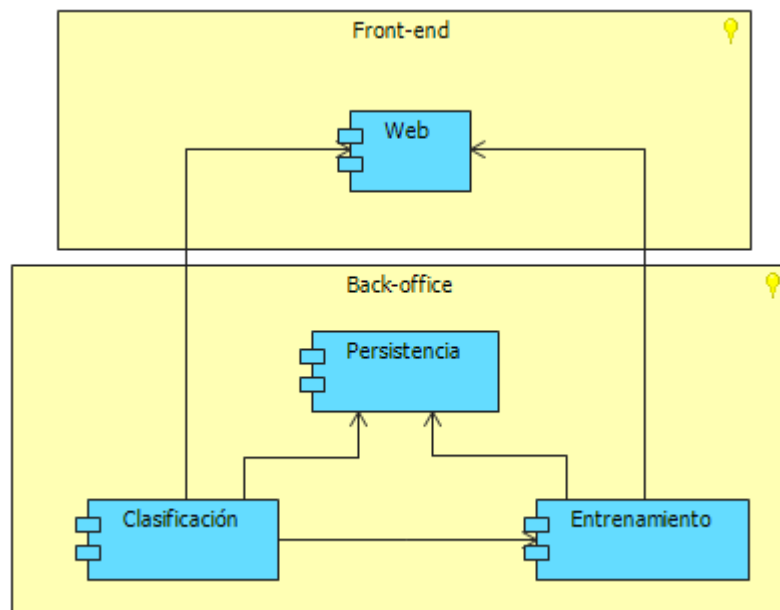 Front-end
Web
Back-office
Persistencia
Clasificación
Entrenamiento